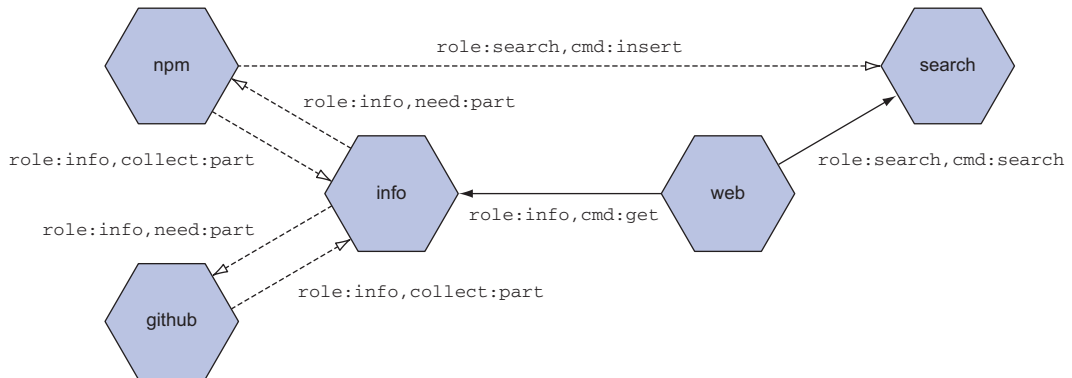 role:search,cmd:insert
npm
search
role:info,need:part
role:info,collect:part
role:search,cmd:search
info
web
role:info,cmd:get
role:info,need:part
role:info,collect:part
github